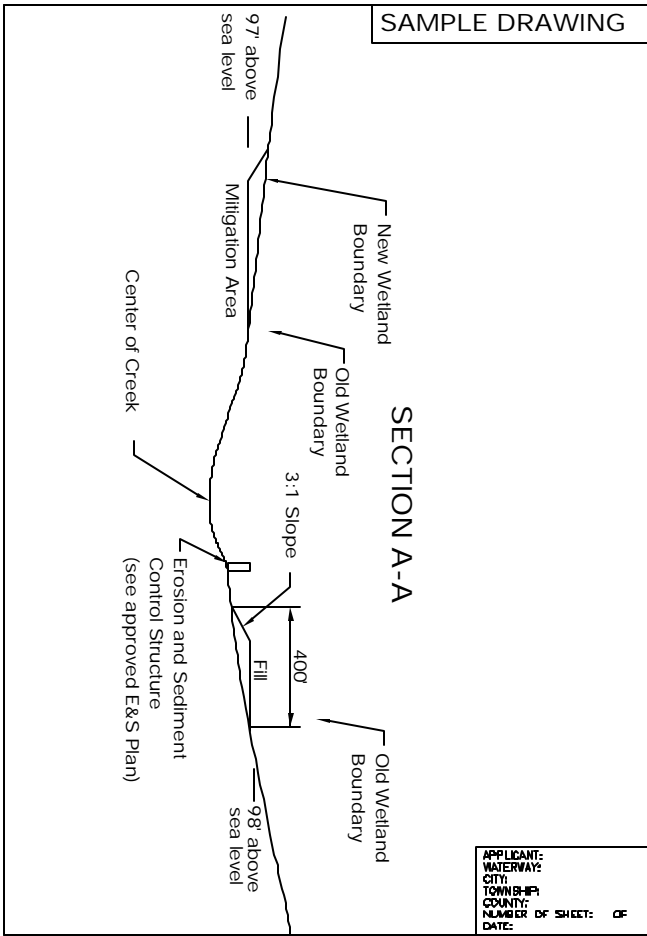 SAMPLE DRAWING
SECTION A-A
97' above
sea level
Mitigation Area
New Wetland
Boundary
Old Wetland
Boundary
Center of Creek
3:1 Slope
Erosion and Sediment
Control Structure
(see approved E&S Plan)
400'
Fill
Old Wetland
Boundary
98' above
sea level
APPLICANT:
WATERWAY:
CITY:
TOWNSHIP:
COUNTY:
NUMBER OF SHEET: OF
DATE: